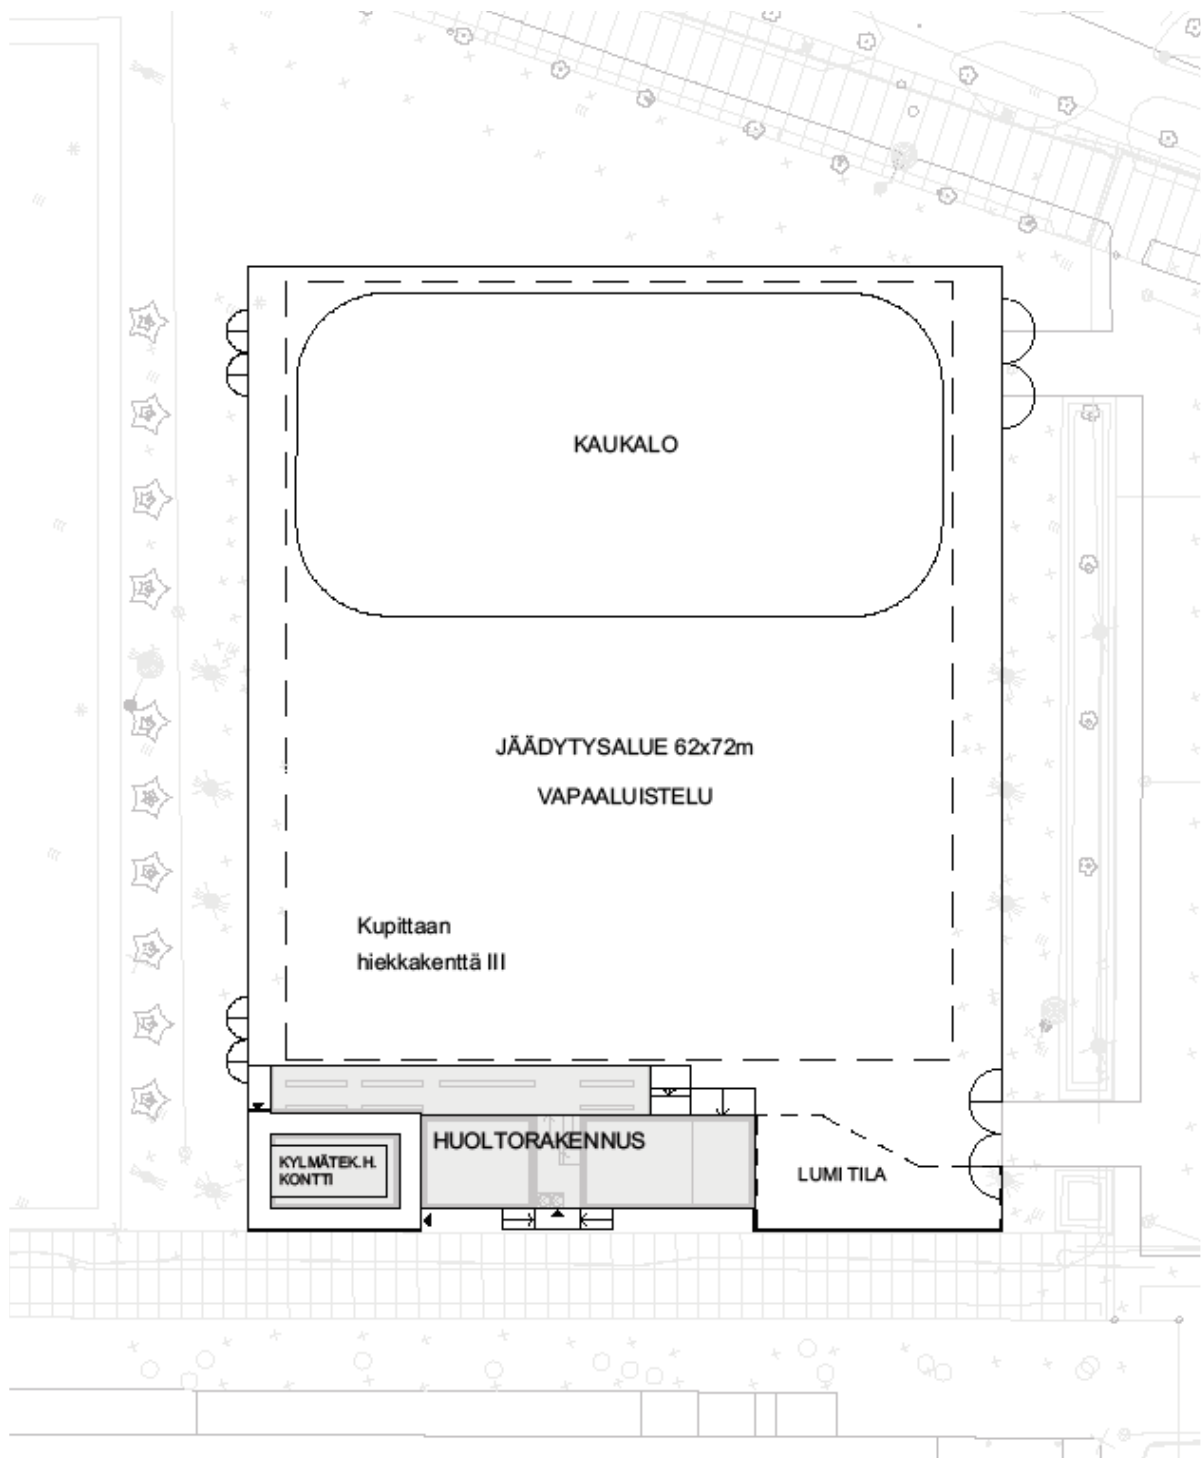 KAUKALO
JÄÄDYTYSALUE 62x72m
VAPAALUISTELU
Kupittaan
hiekkakenttä III
HUOLTORAKENNUS
KYLMÄTEK.H.
KONTTI
LUMI TILA